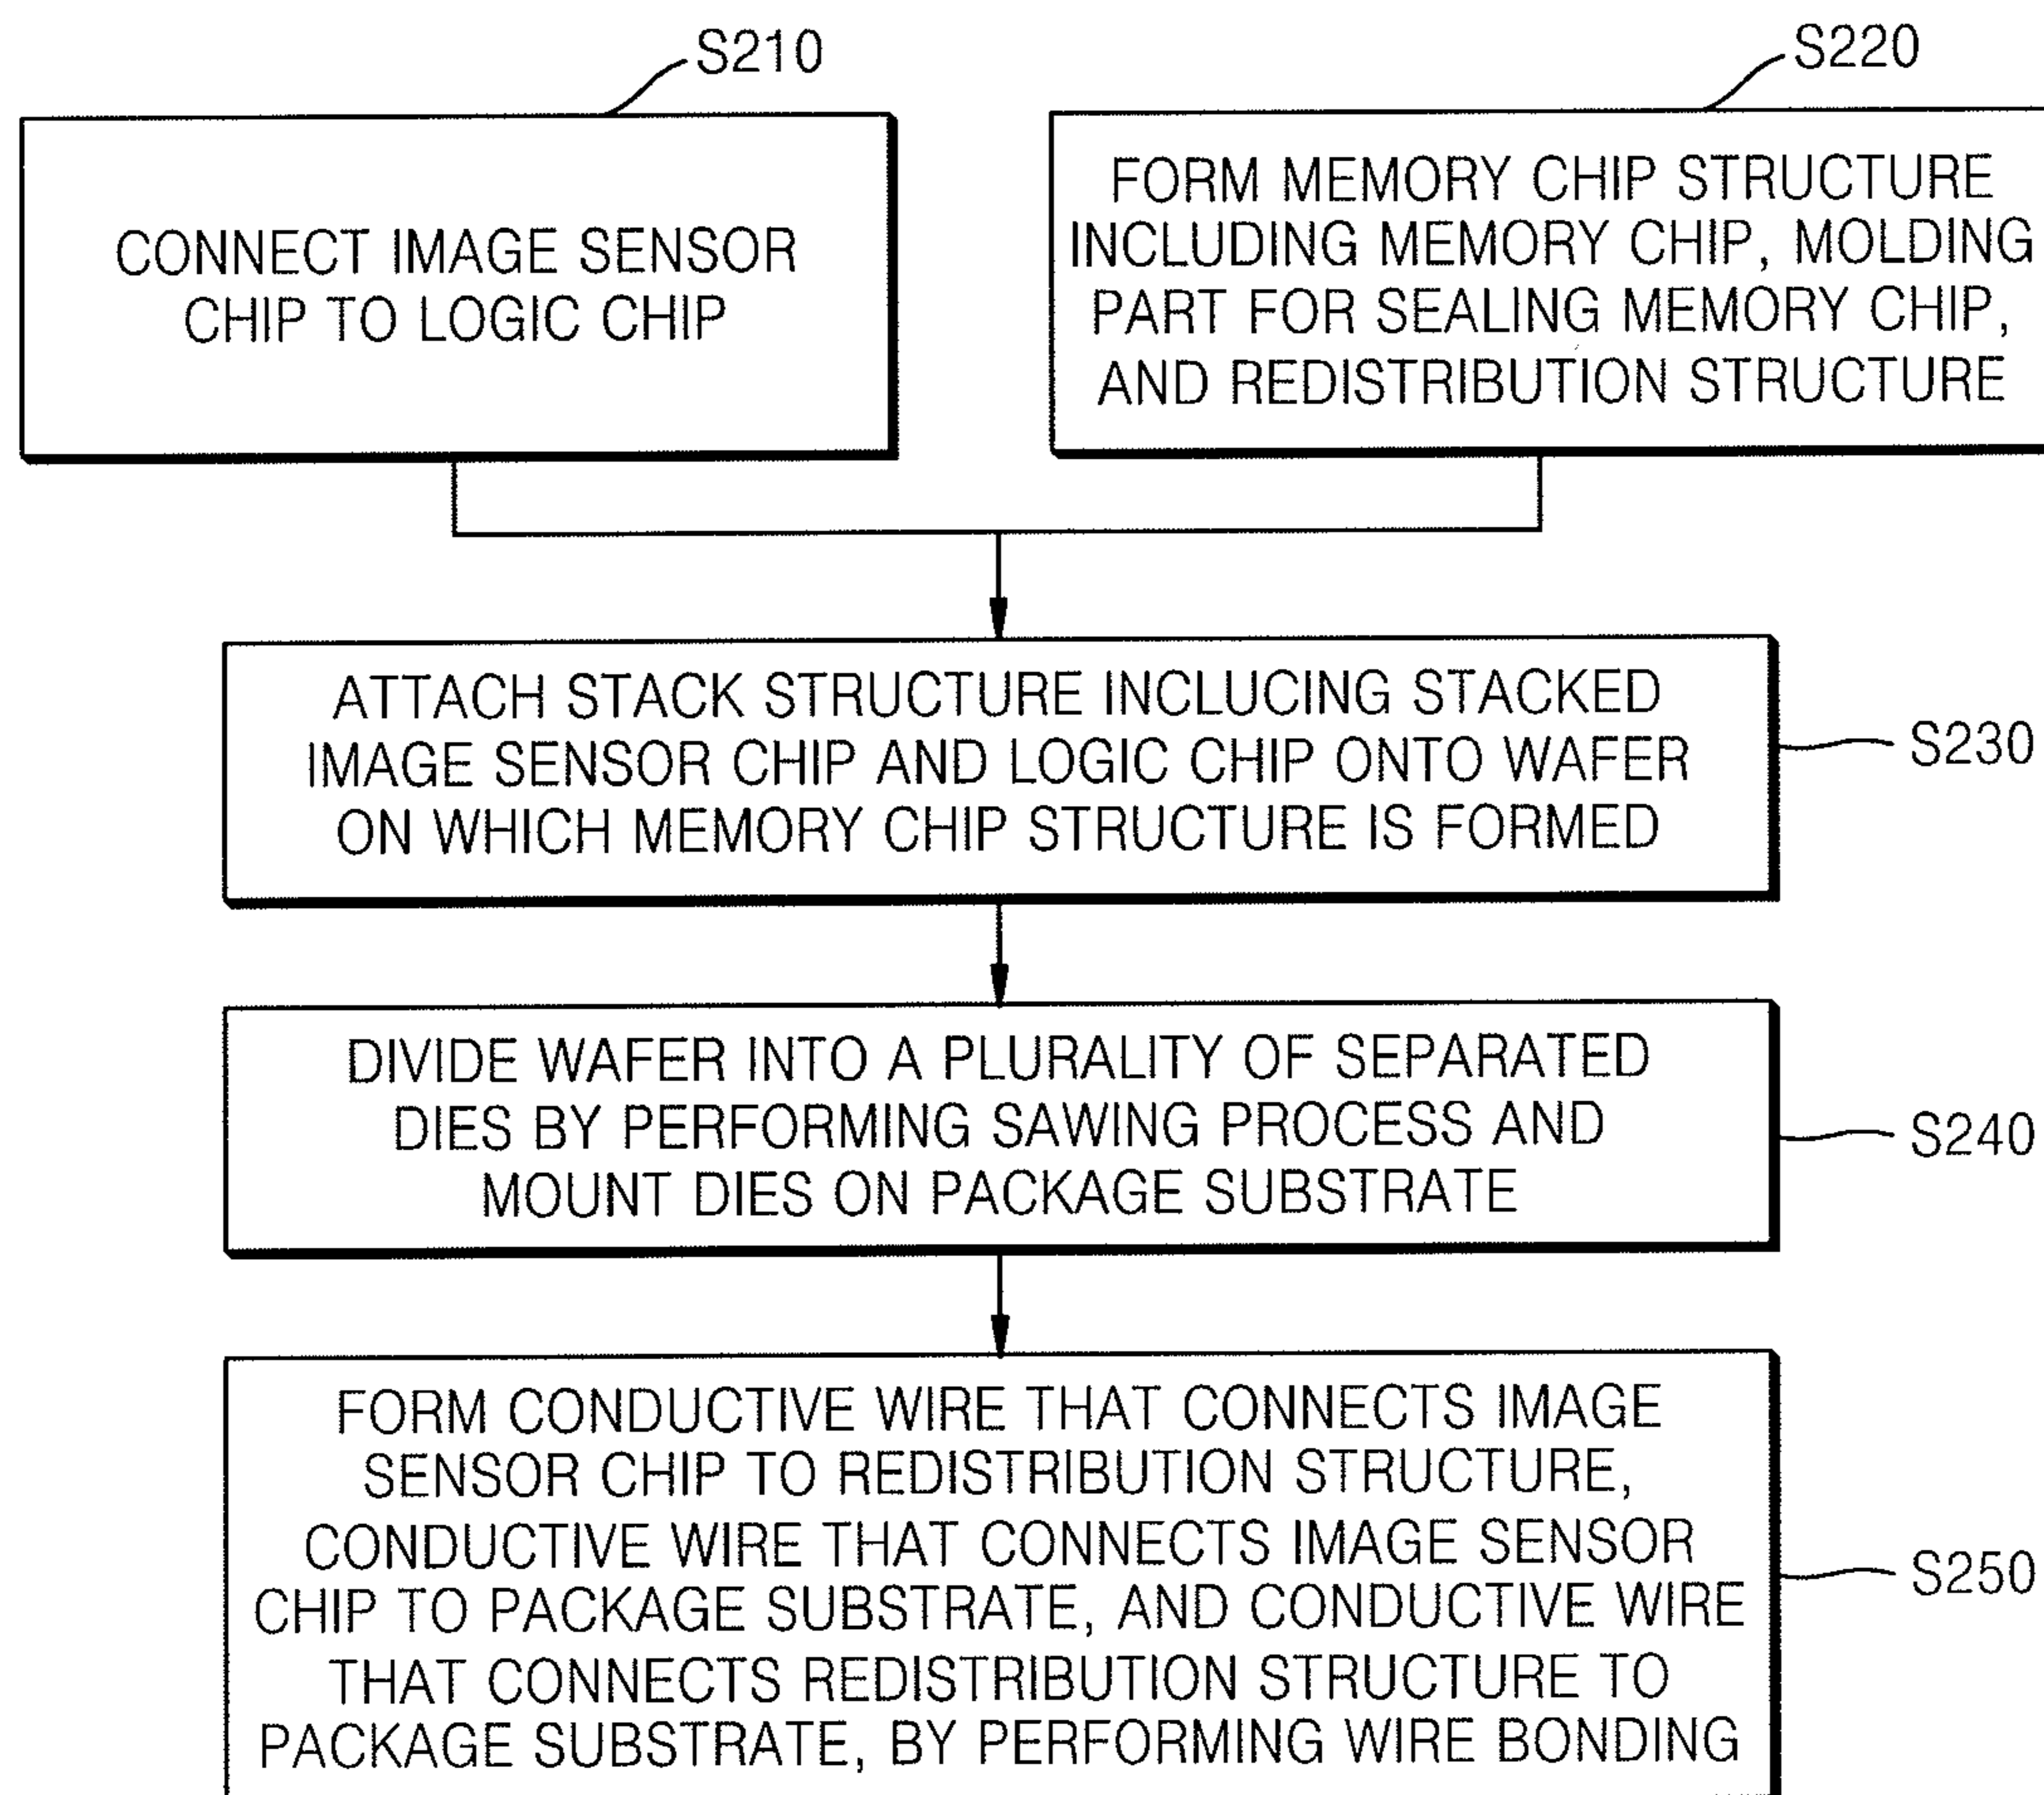 S210
CONNECT IMAGE SENSOR
CHIP TO LOGIC CHIP
S220
FORM MEMORY CHIP STRUCTURE
INCLUDING MEMORY CHIP, MOLDING
PART FOR SEALING MEMORY CHIP,
AND REDISTRIBUTION STRUCTURE
ATTACH STACK STRUCTURE INCLUCING STACKED
IMAGE SENSOR CHIP AND LOGIC CHIP ONTO WAFER
ON WHICH MEMORY CHIP STRUCTURE IS FORMED
S230
DIVIDE WAFER INTO A PLURALITY OF SEPARATED
DIES BY PERFORMING SAWING PROCESS AND
MOUNT DIES ON PACKAGE SUBSTRATE
S240
FORM CONDUCTIVE WIRE THAT CONNECTS IMAGE
SENSOR CHIP TO REDISTRIBUTION STRUCTURE,
CONDUCTIVE WIRE THAT CONNECTS IMAGE SENSOR
CHIP TO PACKAGE SUBSTRATE, AND CONDUCTIVE WIRE
THAT CONNECTS REDISTRIBUTION STRUCTURE TO
PACKAGE SUBSTRATE, BY PERFORMING WIRE BONDING
S250